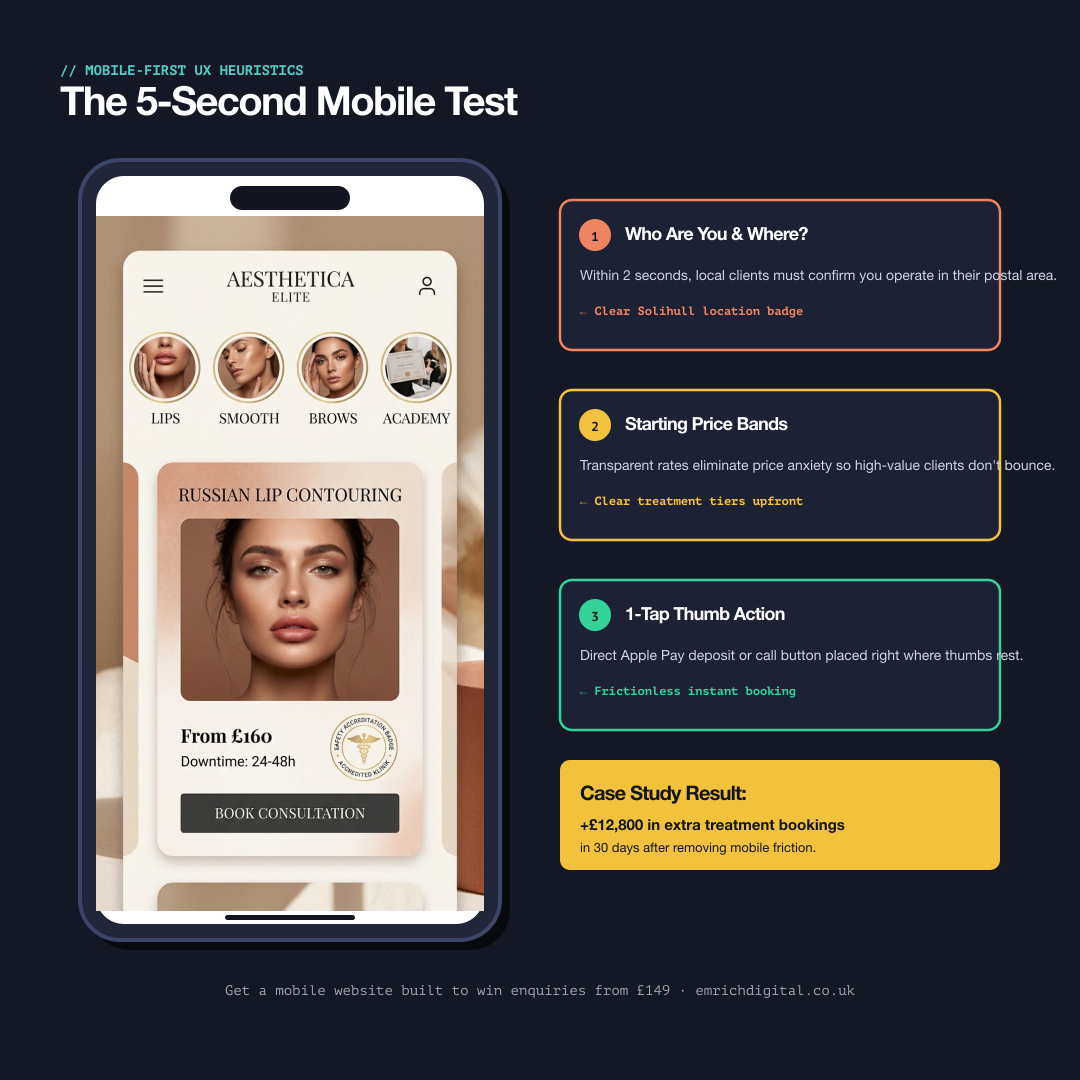 // MOBILE-FIRST UX HEURISTICS
The 5-Second Mobile Test
AESTHETICA
ELITE
LIPS
SMOOTH
BROWS
ACADEMY
RUSSIAN LIP CONTOURING
From £160
Downtime: 24-48h
SAFETY ACCREDITATION BADGE
ACCREDITED KLINIK
BOOK CONSULTATION
1
Who Are You & Where?
Within 2 seconds, local clients must confirm you operate in their postal area.
← Clear Solihull location badge
2
Starting Price Bands
Transparent rates eliminate price anxiety so high-value clients don't bounce.
← Clear treatment tiers upfront
3
1-Tap Thumb Action
Direct Apple Pay deposit or call button placed right where thumbs rest.
← Frictionless instant booking
Case Study Result:
+£12,800 in extra treatment bookings
in 30 days after removing mobile friction.
Get a mobile website built to win enquiries from £149 · emrichdigital.co.uk